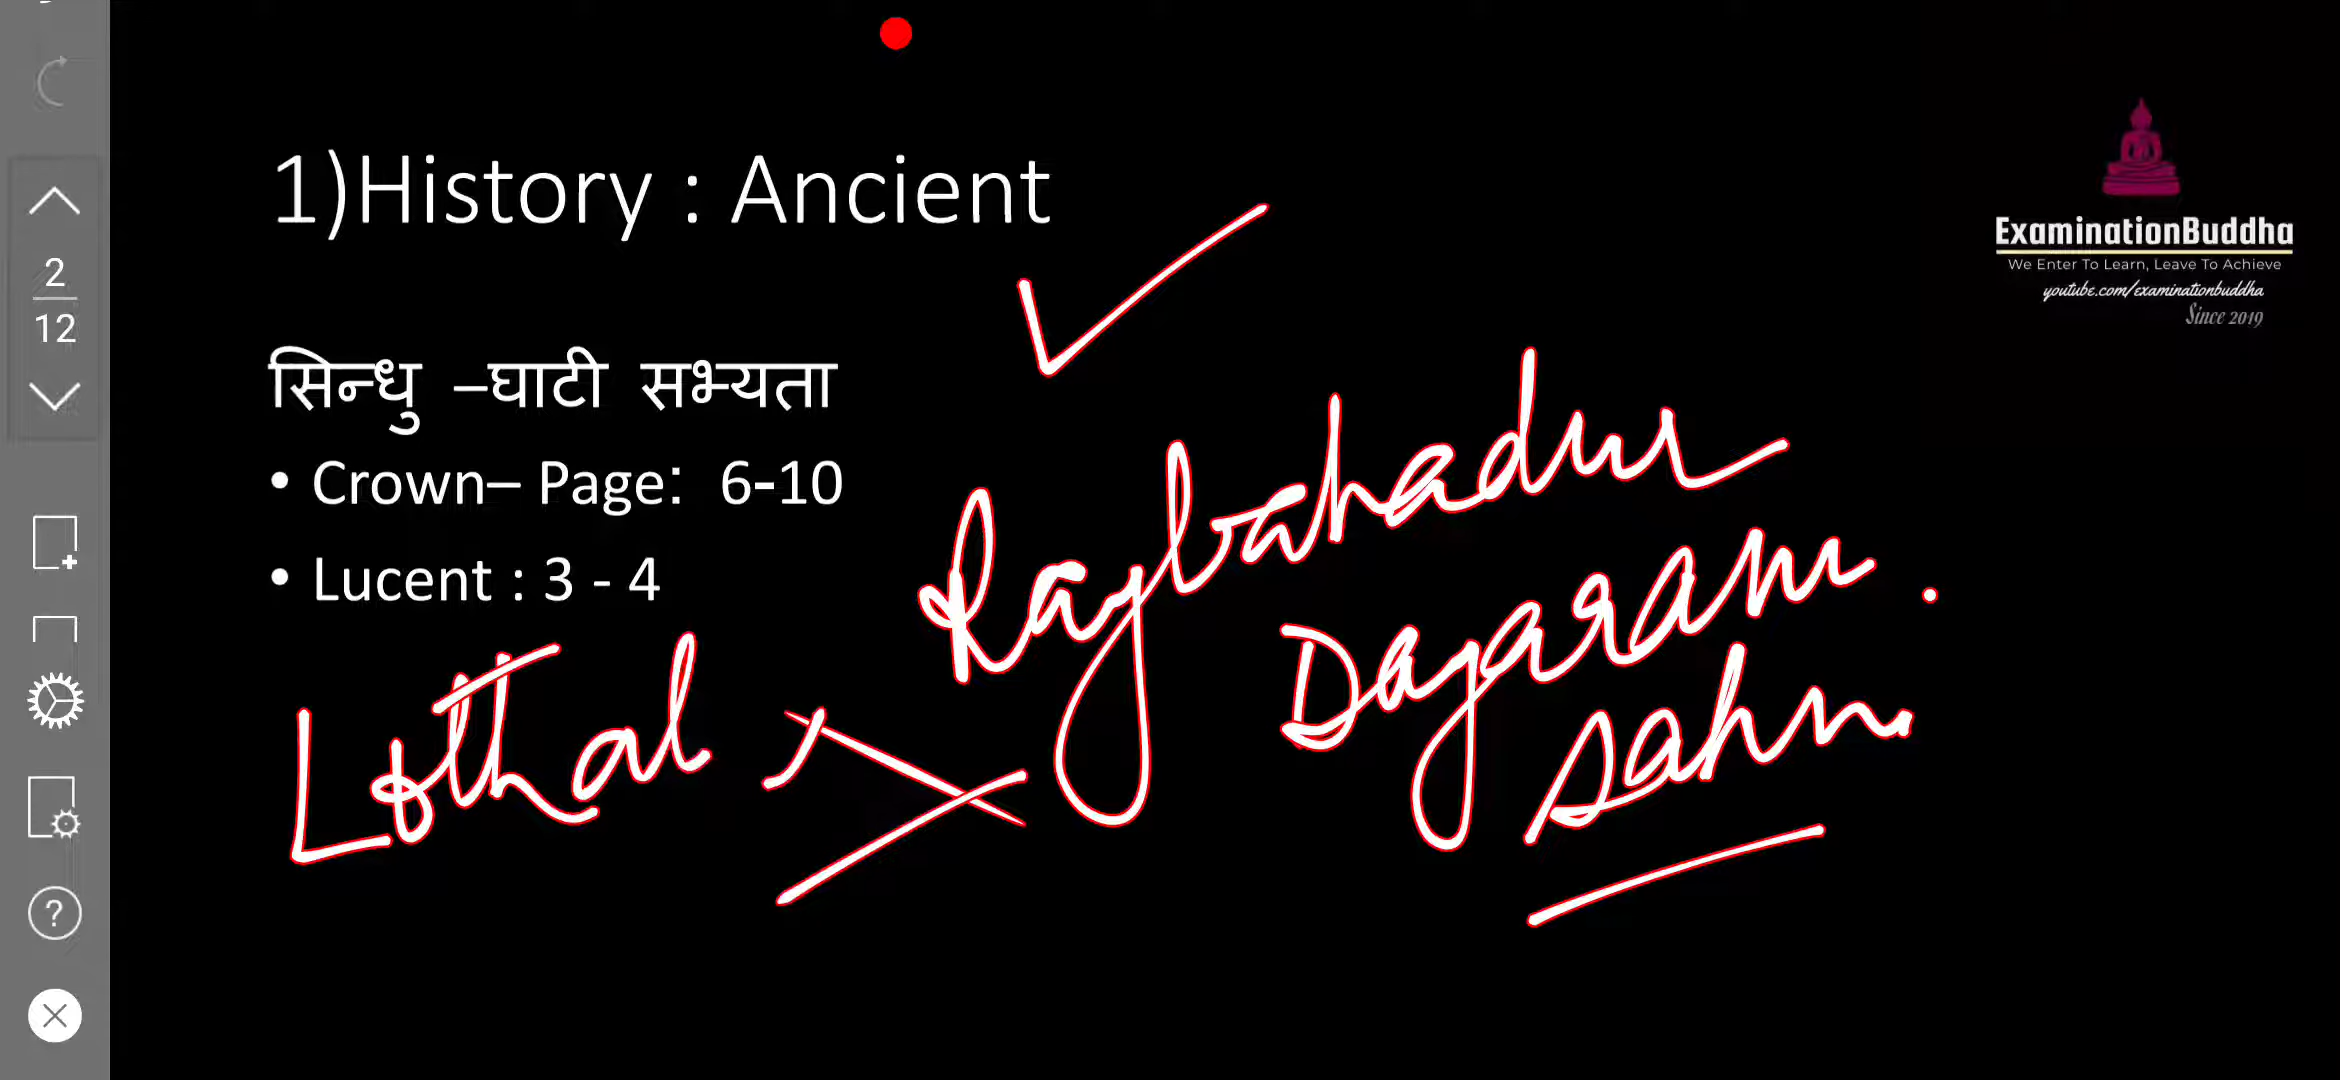 1)History : Ancient
ExaminationBuddha
We Enter To Learn, Leave To Achieve
youtube.com/examinationbuddha
Since 2019
2
12
सिन्धु –घाटी सभ्यता
• Crown– Page: 6-10
• Lucent : 3 - 4
Raybahadur
Dayaram
Sahni
Lothal
?